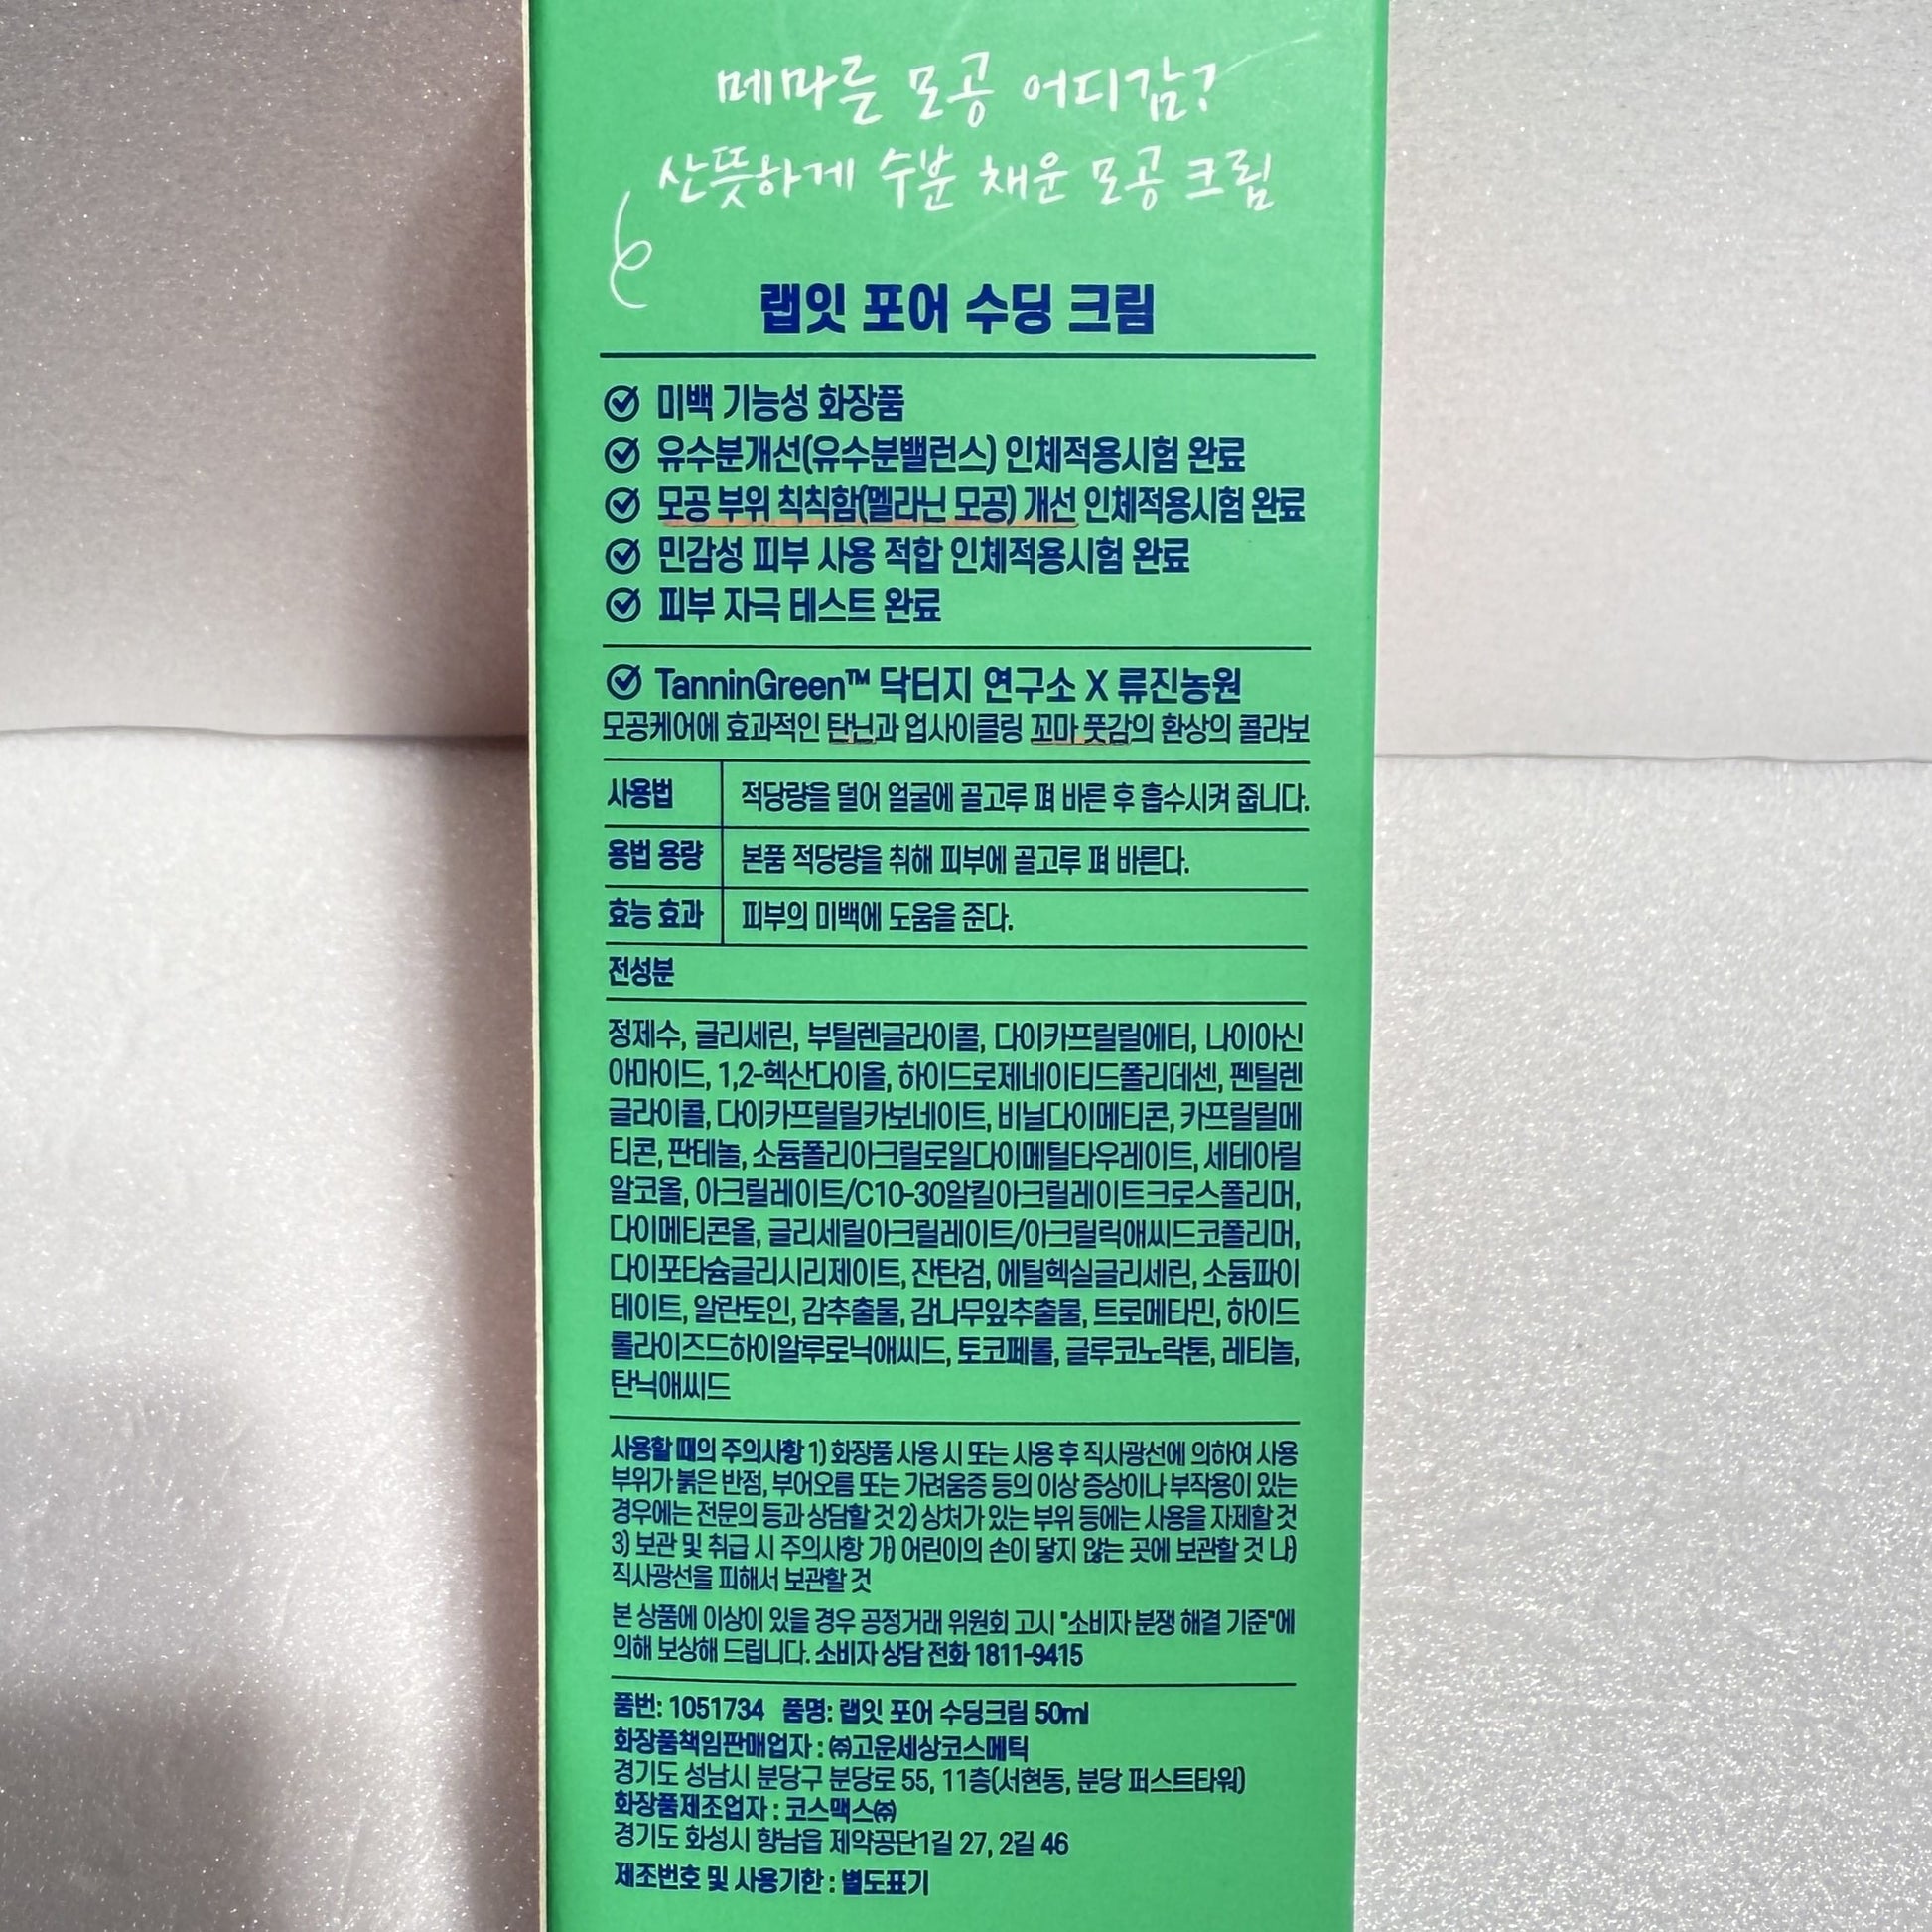 메마른 모공 어디감?
산뜻하게 수분 채운 모공 크림
랩잇 포어 수딩 크림
미백 기능성 화장품
유수분개선(유수분밸런스) 인체적용시험 완료
모공 부위 칙칙함(멜라닌 모공) 개선 인체적용시험 완료
민감성 피부 사용 적합 인체적용시험 완료
피부 자극 테스트 완료
TanninGreen™ 닥터지 연구소 X 류진농원
모공케어에 효과적인 탄닌과 업사이클링 꼬마 풋감의 환상의 콜라보
사용법 적당량을 덜어 얼굴에 골고루 펴 바른 후 흡수시켜 줍니다.
용법 용량 본품 적당량을 취해 피부에 골고루 펴 바른다.
효능 효과 피부의 미백에 도움을 준다.
전성분
정제수, 글리세린, 부틸렌글라이콜, 다이카프릴릴에터, 나이아신
아마이드, 1,2-헥산다이올, 하이드로제네이티드폴리데센, 펜틸렌
글라이콜, 다이카프릴릴카보네이트, 비닐다이메티콘, 카프릴릴메
티콘, 판테놀, 소듐폴리아크릴로일다이메틸타우레이트, 세테아릴
알코올, 아크릴레이트/C10-30알킬아크릴레이트크로스폴리머,
다이메티콘올, 글리세릴아크릴레이트/아크릴릭애씨드코폴리머,
다이포타슘글리시리제이트, 잔탄검, 에틸헥실글리세린, 소듐파이
테이트, 알란토인, 감추출물, 감나무잎추출물, 트로메타민, 하이드
롤라이즈드하이알루로닉애씨드, 토코페롤, 글루코노락톤, 레티놀,
탄닉애씨드
사용할 때의 주의사항 1) 화장품 사용 시 또는 사용 후 직사광선에 의하여 사용
부위가 붉은 반점, 부어오름 또는 가려움증 등의 이상 증상이나 부작용이 있는
경우에는 전문의 등과 상담할 것 2) 상처가 있는 부위 등에는 사용을 자제할 것
3) 보관 및 취급 시 주의사항 가) 어린이의 손이 닿지 않는 곳에 보관할 것 나)
직사광선을 피해서 보관할 것
본 상품에 이상이 있을 경우 공정거래 위원회 고시 "소비자 분쟁 해결 기준"에
의해 보상해 드립니다. 소비자 상담 전화 1811-9415
품번: 1051734 품명: 랩잇 포어 수딩크림 50ml
화장품책임판매업자 : ㈜고운세상코스메틱
경기도 성남시 분당구 분당로 55, 11층(서현동, 분당 퍼스트타워)
화장품제조업자 : 코스맥스㈜
경기도 화성시 향남읍 제약공단1길 27, 2길 46
제조번호 및 사용기한 : 별도표기